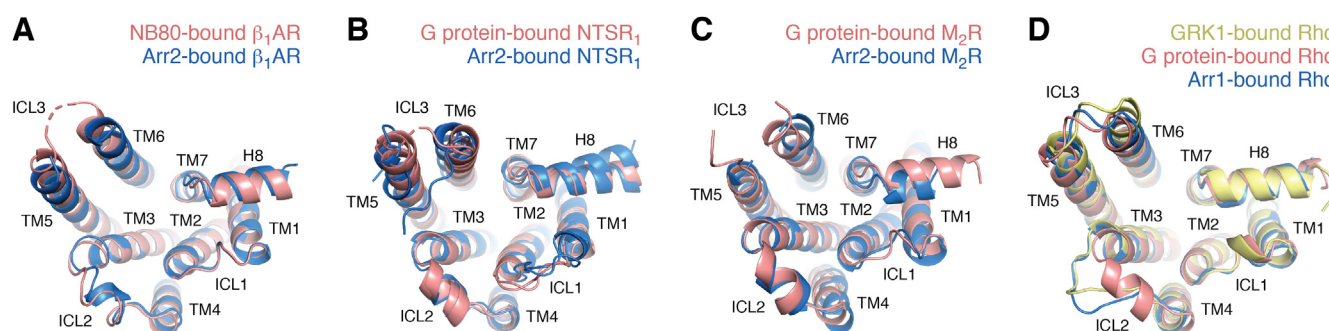 A
NB80-bound β1AR
Arr2-bound β1AR
ICL3
TM6
TM7
H8
TM5
TM3
TM2
TM1
ICL1
ICL2
TM4
B
G protein-bound NTSR1
Arr2-bound NTSR1
ICL3
TM6
TM7
H8
TM5
TM3
TM2
TM1
ICL1
ICL2
TM4
C
G protein-bound M2R
Arr2-bound M2R
ICL3
TM6
TM7
H8
TM5
TM3
TM2
TM1
ICL1
ICL2
TM4
D
GRK1-bound Rho
G protein-bound Rho
Arr1-bound Rho
ICL3
TM6
TM7
H8
TM5
TM3
TM2
TM1
ICL1
TM4
ICL2